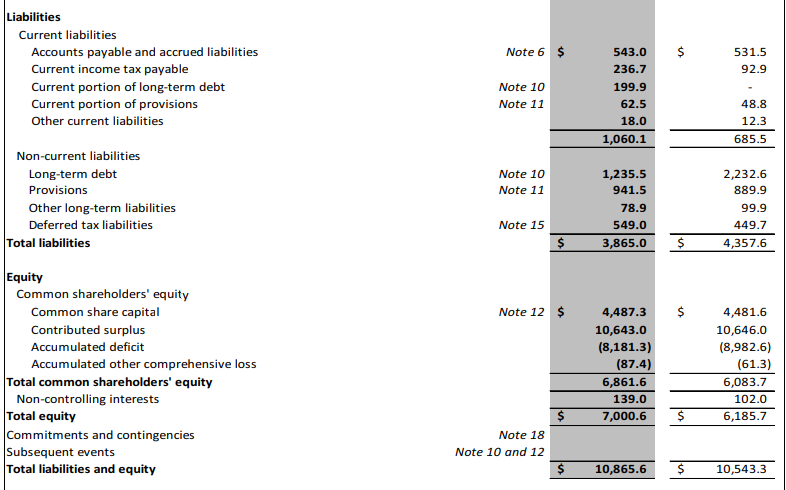 Liabilities
Current liabilities
Accounts payable and accrued liabilities Note 6 $ 543.0 $ 531.5
Current income tax payable 236.7 92.9
Current portion of long-term debt Note 10 199.9 -
Current portion of provisions Note 11 62.5 48.8
Other current liabilities 18.0 12.3
1,060.1 685.5
Non-current liabilities
Long-term debt Note 10 1,235.5 2,232.6
Provisions Note 11 941.5 889.9
Other long-term liabilities 78.9 99.9
Deferred tax liabilities Note 15 549.0 449.7
Total liabilities $ 3,865.0 $ 4,357.6
Equity
Common shareholders' equity
Common share capital Note 12 $ 4,487.3 $ 4,481.6
Contributed surplus 10,643.0 10,646.0
Accumulated deficit (8,181.3) (8,982.6)
Accumulated other comprehensive loss (87.4) (61.3)
Total common shareholders' equity 6,861.6 6,083.7
Non-controlling interests 139.0 102.0
Total equity $ 7,000.6 $ 6,185.7
Commitments and contingencies Note 18
Subsequent events Note 10 and 12
Total liabilities and equity $ 10,865.6 $ 10,543.3